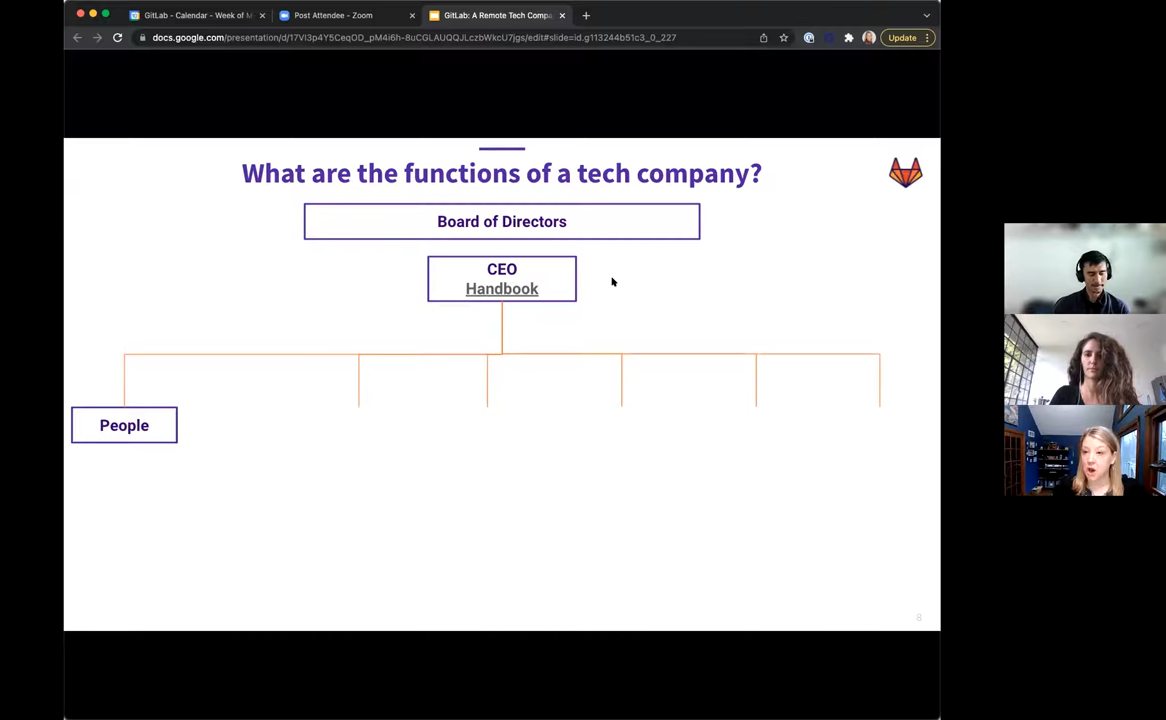 GitLab - Calendar - Week of M
Post Attendee - Zoom
GitLab: A Remote Tech Compa
docs.google.com/presentation/d/17Vl3p4Y5CeqOD_pM4i6h-8uCGLAUQQJLczbWkcU7jgs/edit#slide=id.g113244b51c3_0_227
Update
What are the functions of a tech company?
Board of Directors
CEO
Handbook
People
8